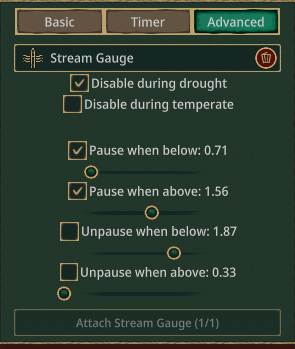 Basic Timer Advanced
Stream Gauge
Disable during drought
Disable during temperate
Pause when below: 0.71
Pause when above: 1.56
Unpause when below: 1.87
Unpause when above: 0.33
Attach Stream Gauge (1/1)